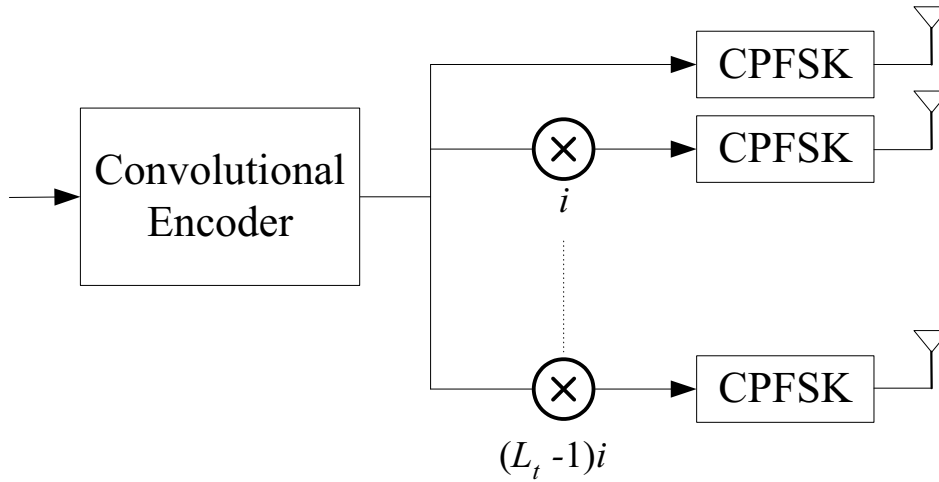 CPFSK
Convolutional
Encoder
CPFSK
i
CPFSK
(L_t -1)i